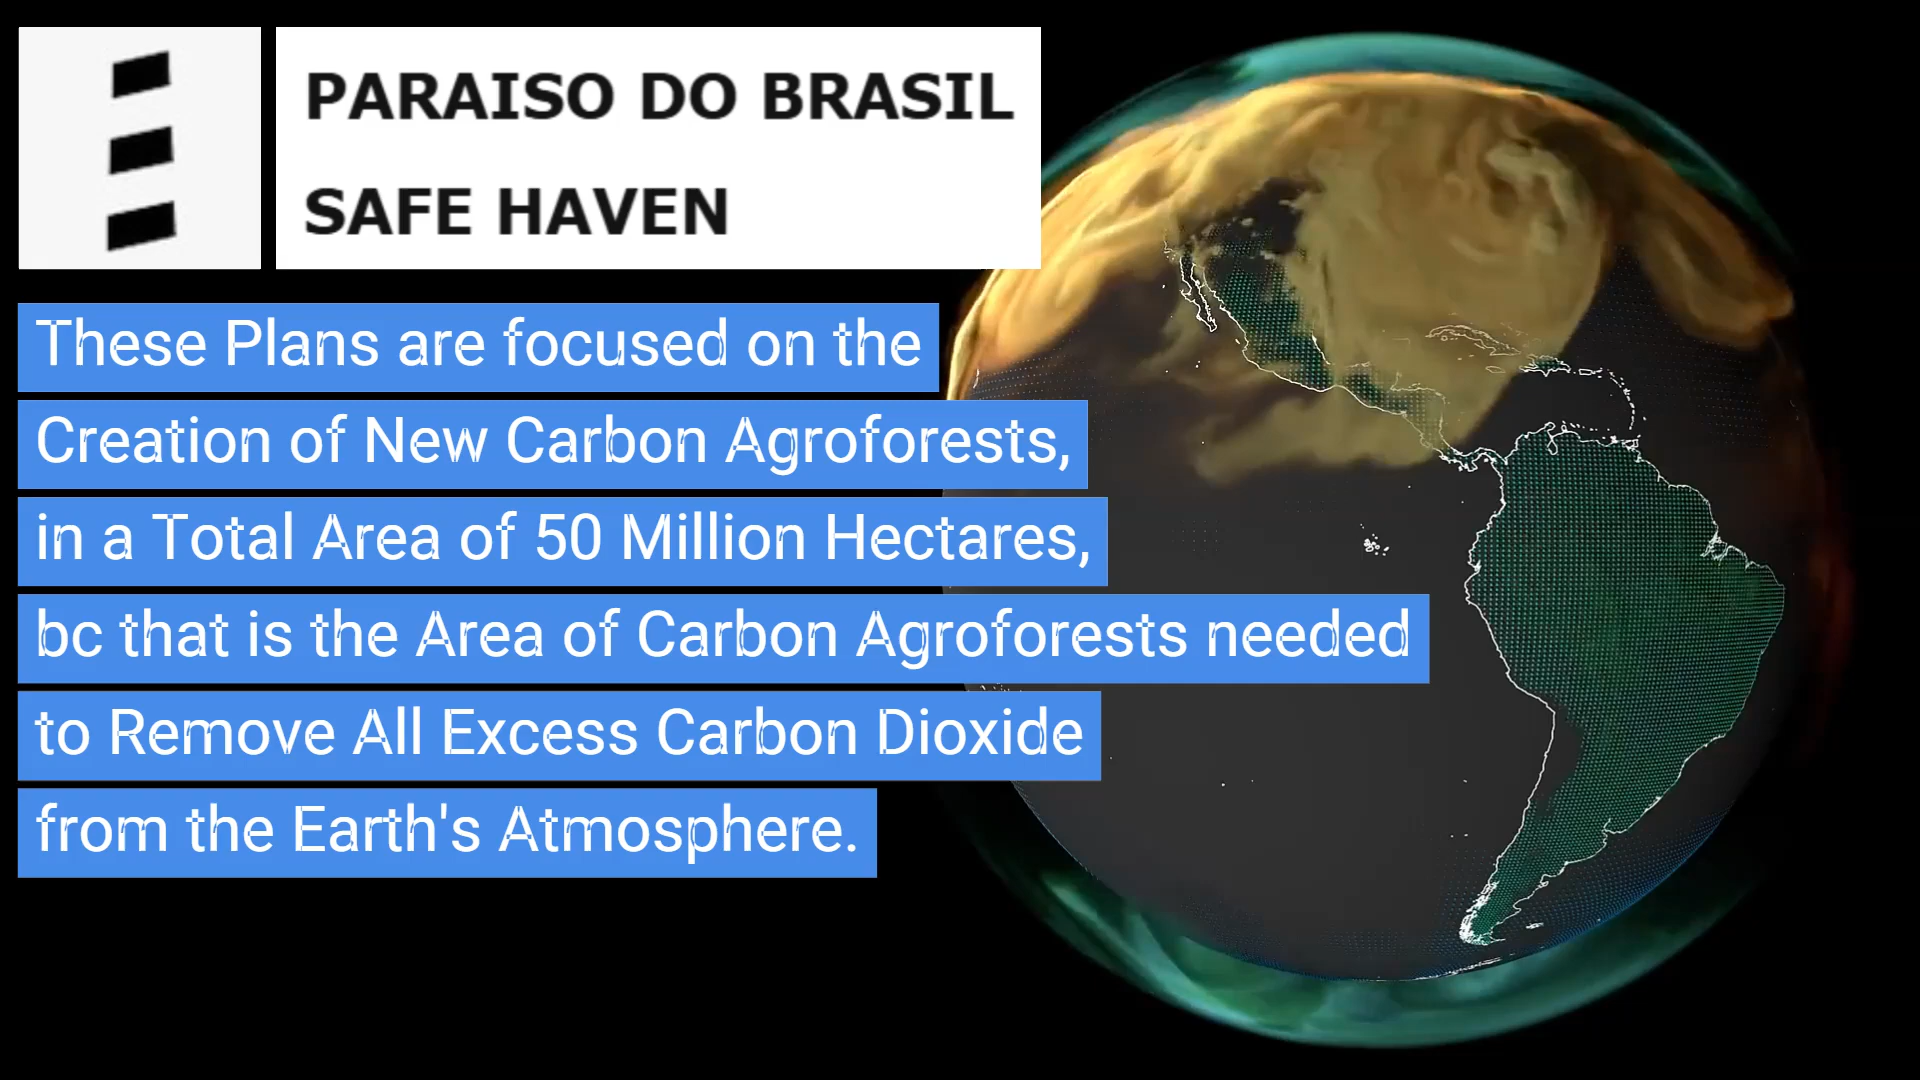 PARAISO DO BRASIL
SAFE HAVEN
These Plans are focused on the
Creation of New Carbon Agroforests,
in a Total Area of 50 Million Hectares,
bc that is the Area of Carbon Agroforests needed
to Remove All Excess Carbon Dioxide
from the Earth's Atmosphere.